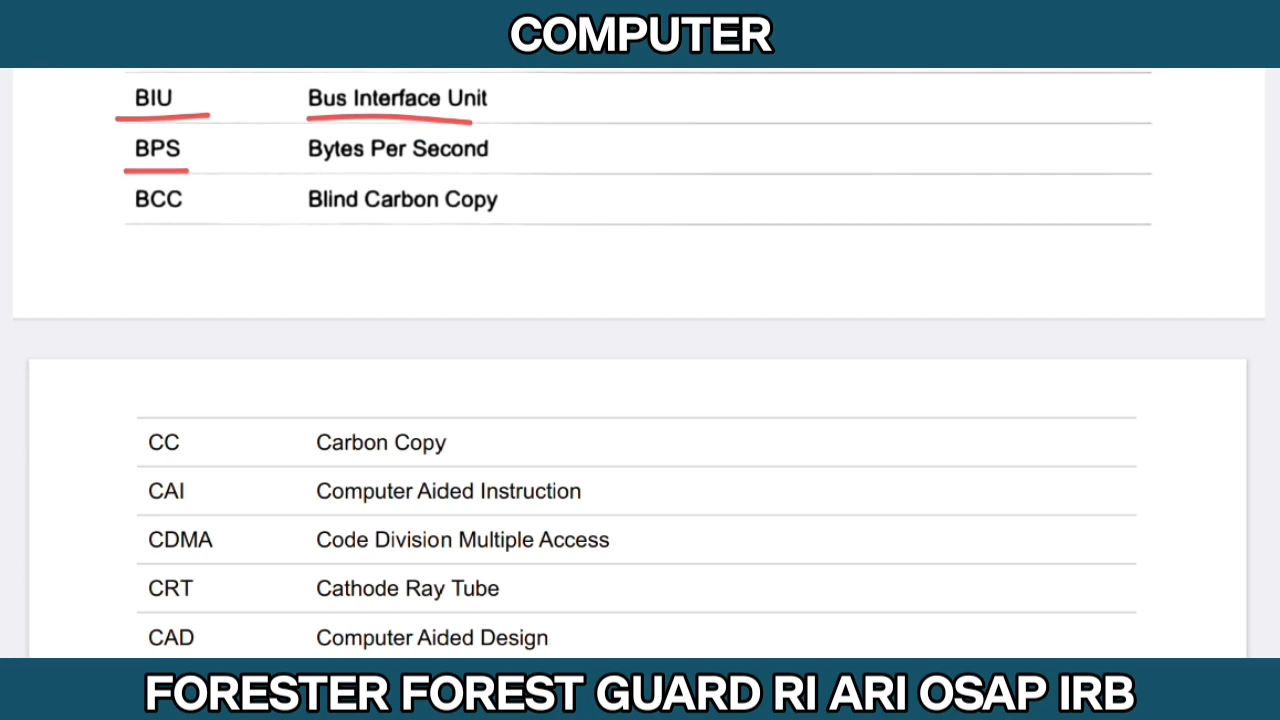 COMPUTER
BIU Bus Interface Unit
BPS Bytes Per Second
BCC Blind Carbon Copy
CC Carbon Copy
CAI Computer Aided Instruction
CDMA Code Division Multiple Access
CRT Cathode Ray Tube
CAD Computer Aided Design
FORESTER FOREST GUARD RI ARI OSAP IRB